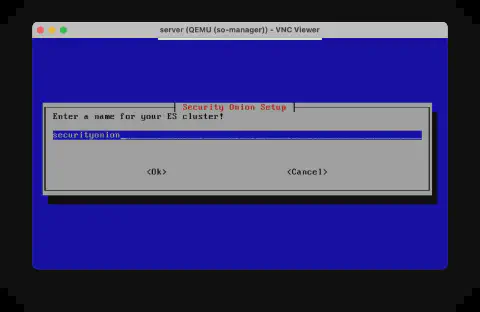 server (QEMU (so-manager)) - VNC Viewer
Security Onion Setup
Enter a name for your ES cluster!
securityonion
<Ok> <Cancel>